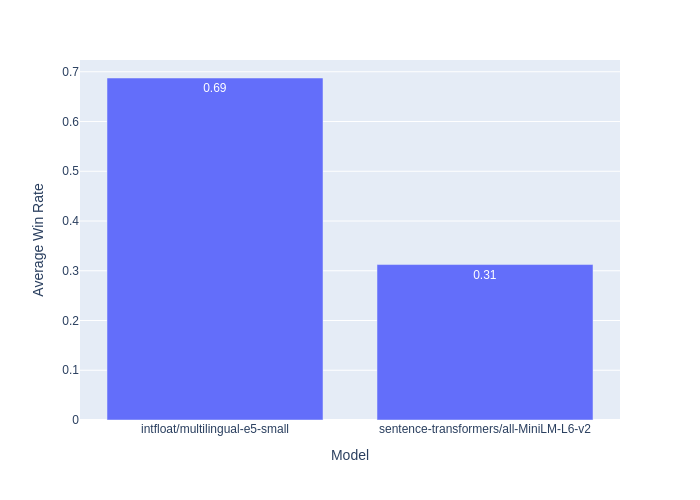 0.7
0.6
0.5
0.4
0.3
0.2
0.1
0
Average Win Rate
0.69
0.31
intfloat/multilingual-e5-small
sentence-transformers/all-MiniLM-L6-v2
Model